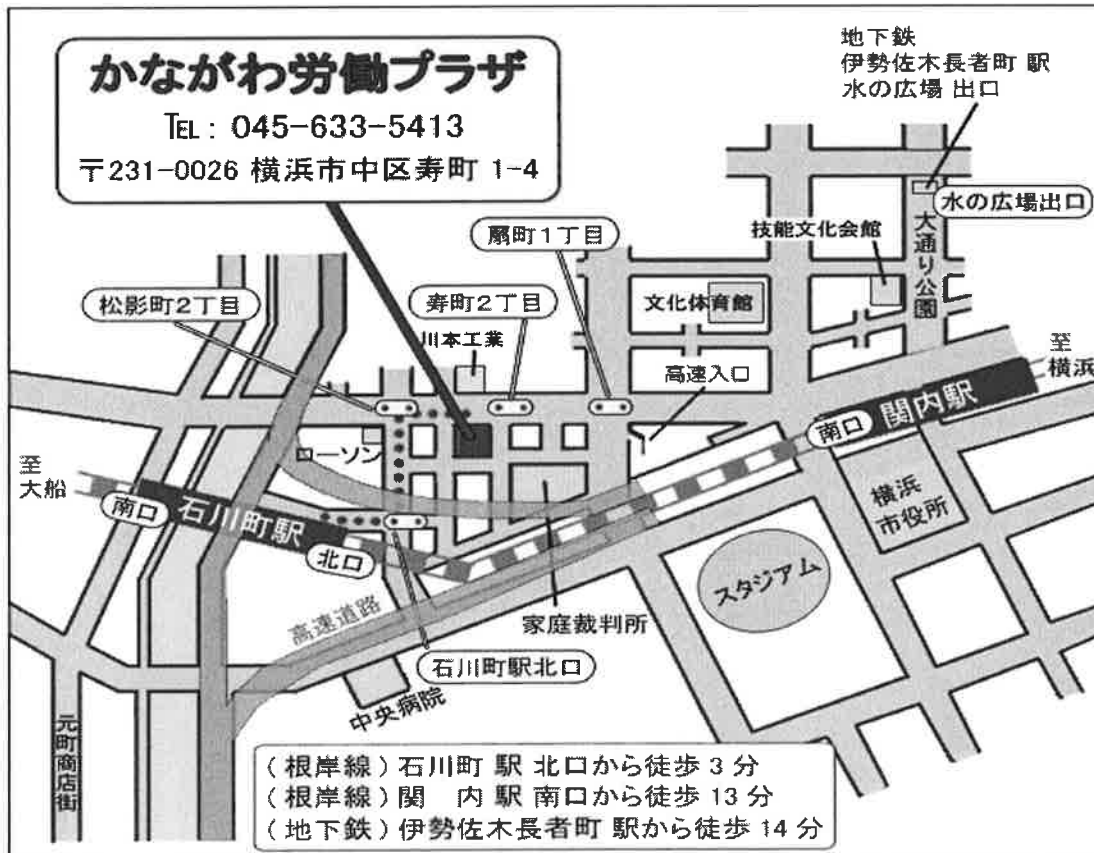 かながわ労働プラザ
TEL: 045-633-5413
〒231-0026 横浜市中区寿町 1-4
地下鉄
伊勢佐木長者町 駅
水の広場 出口
水の広場出口
技能文化会館
大通り公園
扇町1丁目
松影町2丁目
寿町2丁目
文化体育館
川本工業
高速入口
至
横浜
関内駅
南口
ローソン
至
大船
南口
石川町駅
北口
横浜
市役所
スタジアム
高速道路
家庭裁判所
石川町駅北口
中央病院
元町商店街
(根岸線)石川町 駅 北口から徒歩 3 分
(根岸線)関 内 駅 南口から徒歩 13 分
(地下鉄)伊勢佐木長者町 駅から徒歩 14 分